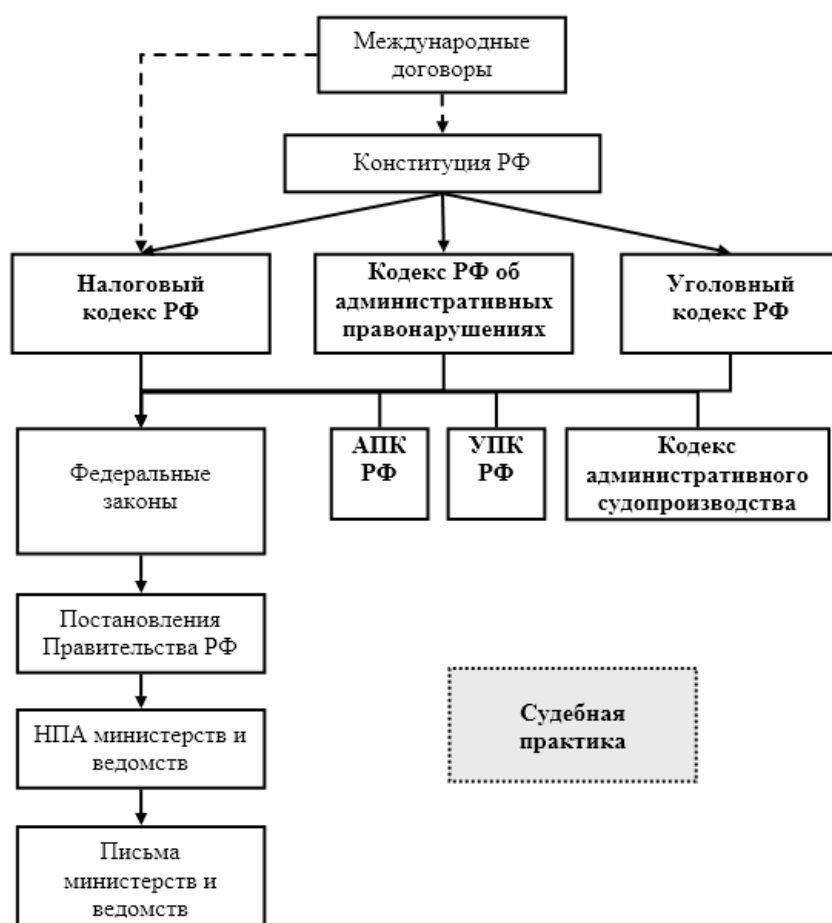 Международные
договоры
Конституция РФ
Налоговый
кодекс РФ
Кодекс РФ об
административных
правонарушениях
Уголовный
кодекс РФ
Федеральные
законы
АПК
РФ
УПК
РФ
Кодекс
административного
судопроизводства
Постановления
Правительства РФ
НПА министерств и
ведомств
Судебная
практика
Письма
министерств и
ведомств